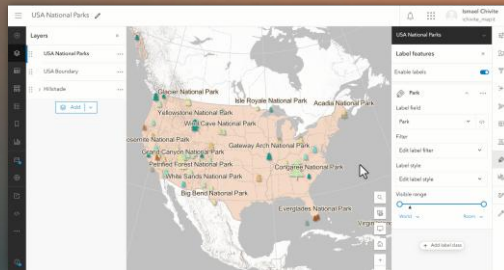 USA National Parks
Ismael Chivite
Layers
USA National Parks
USA Boundary
Hillshade
Add
Glacier National Park
Isle Royale National Park
Acadia National Park
Yellowstone National Park
Wind Cave National Park
osemite National Park
Gateway Arch National Park
Grand Canyon National Park
Petrified Forest National Park
Congaree National Park
White Sands National Park
Big Bend National Park
Everglades National Park
Virgin
USA National Parks
Label features
Enable labels
Park
Label field
Park
Filter
Edit label filter
Label style
Edit label style
Visible range
World
Room
Add label class